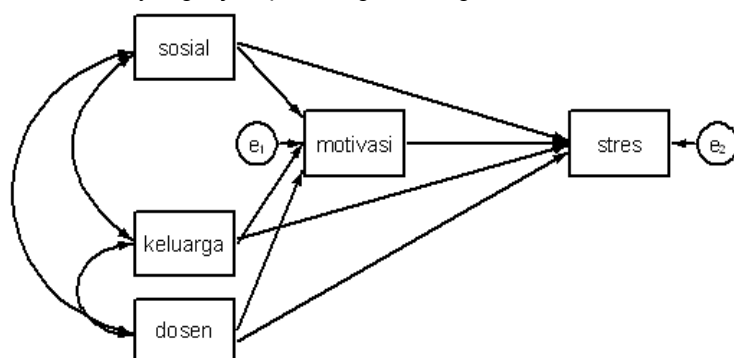 sosial
e₁
motivasi
stres
e₂
keluarga
dosen